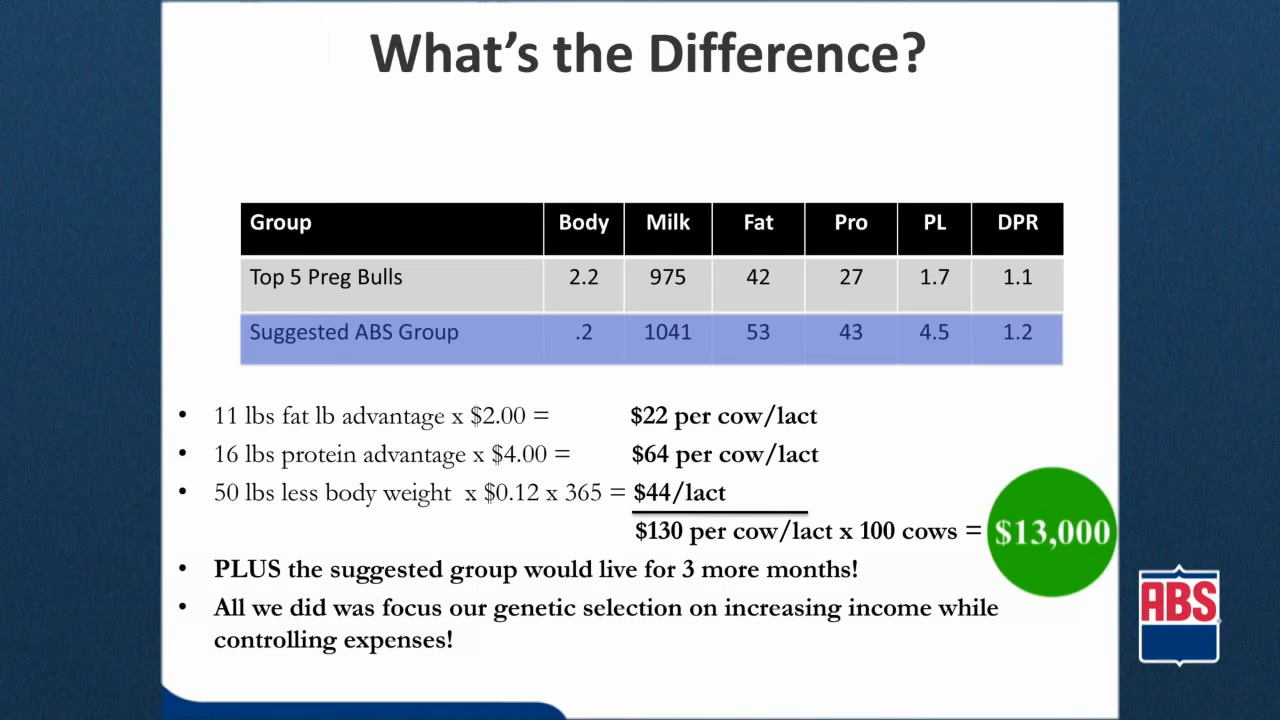 What's the Difference?
Group Body Milk Fat Pro PL DPR
Top 5 Preg Bulls 2.2 975 42 27 1.7 1.1
Suggested ABS Group .2 1041 53 43 4.5 1.2
• 11 lbs fat lb advantage x $2.00 = $22 per cow/lact
• 16 lbs protein advantage x $4.00 = $64 per cow/lact
• 50 lbs less body weight x $0.12 x 365 = $44/lact
$130 per cow/lact x 100 cows = $13,000
• PLUS the suggested group would live for 3 more months!
• All we did was focus our genetic selection on increasing income while
controlling expenses!
ABS